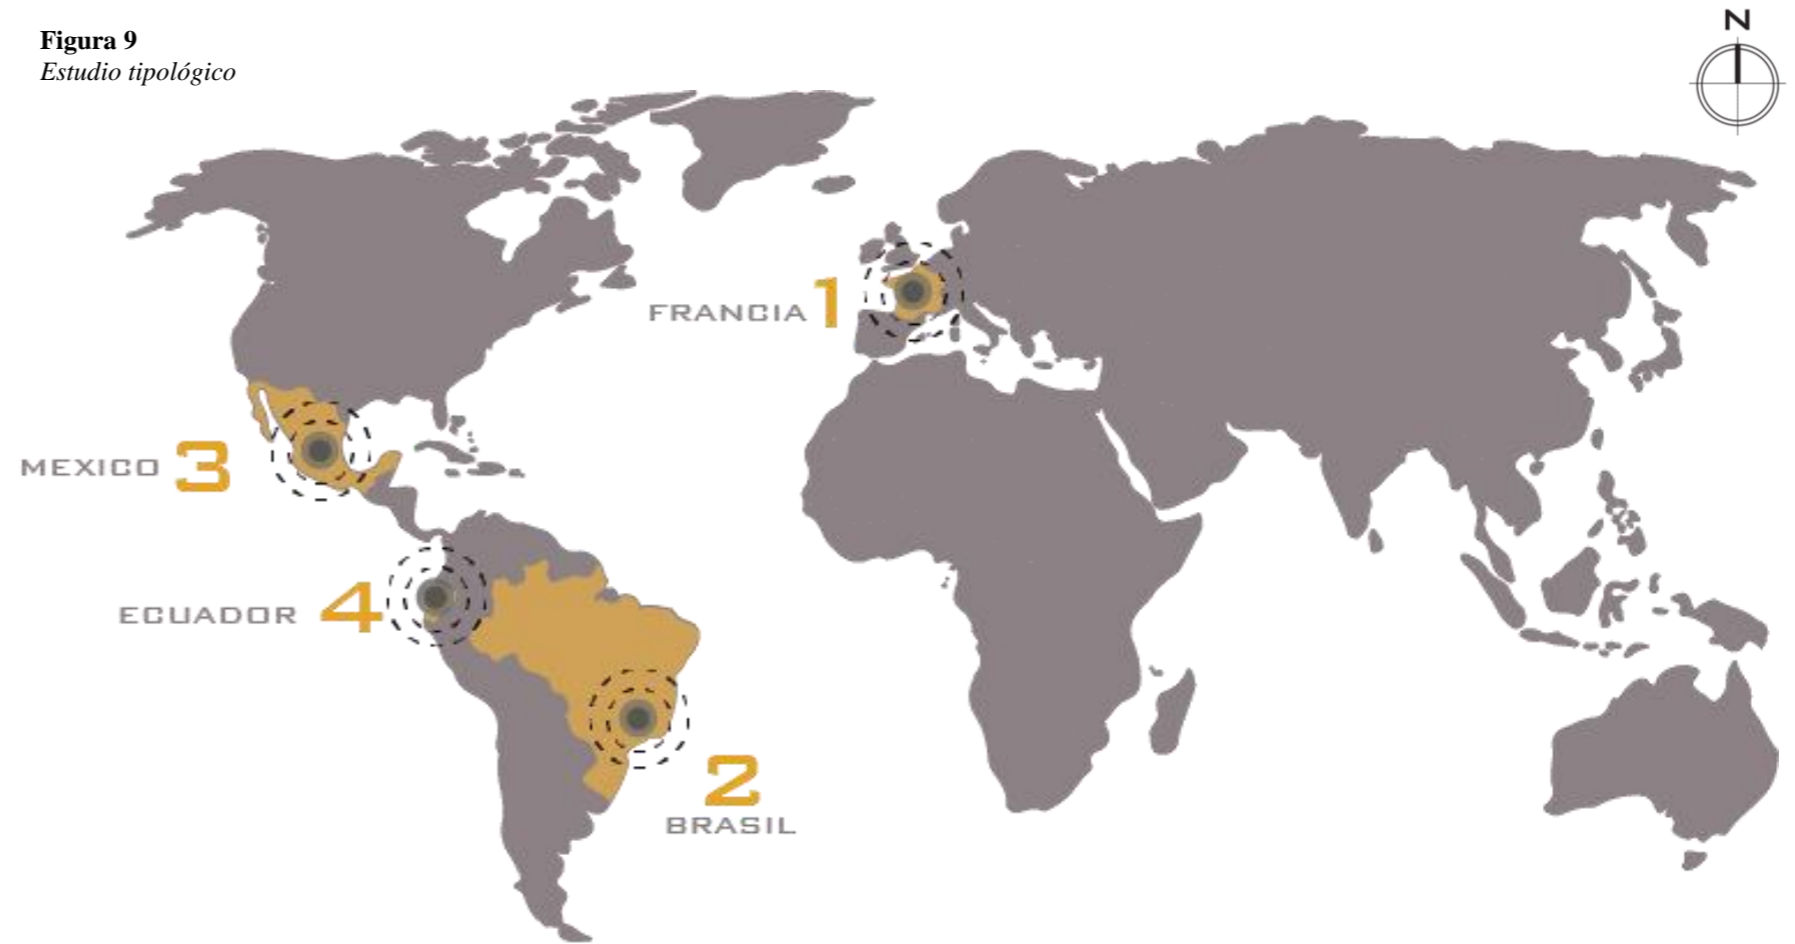 Figura 9
Estudio tipológico
N
FRANCIA 1
MEXICO 3
ECUADOR 4
2
BRASIL